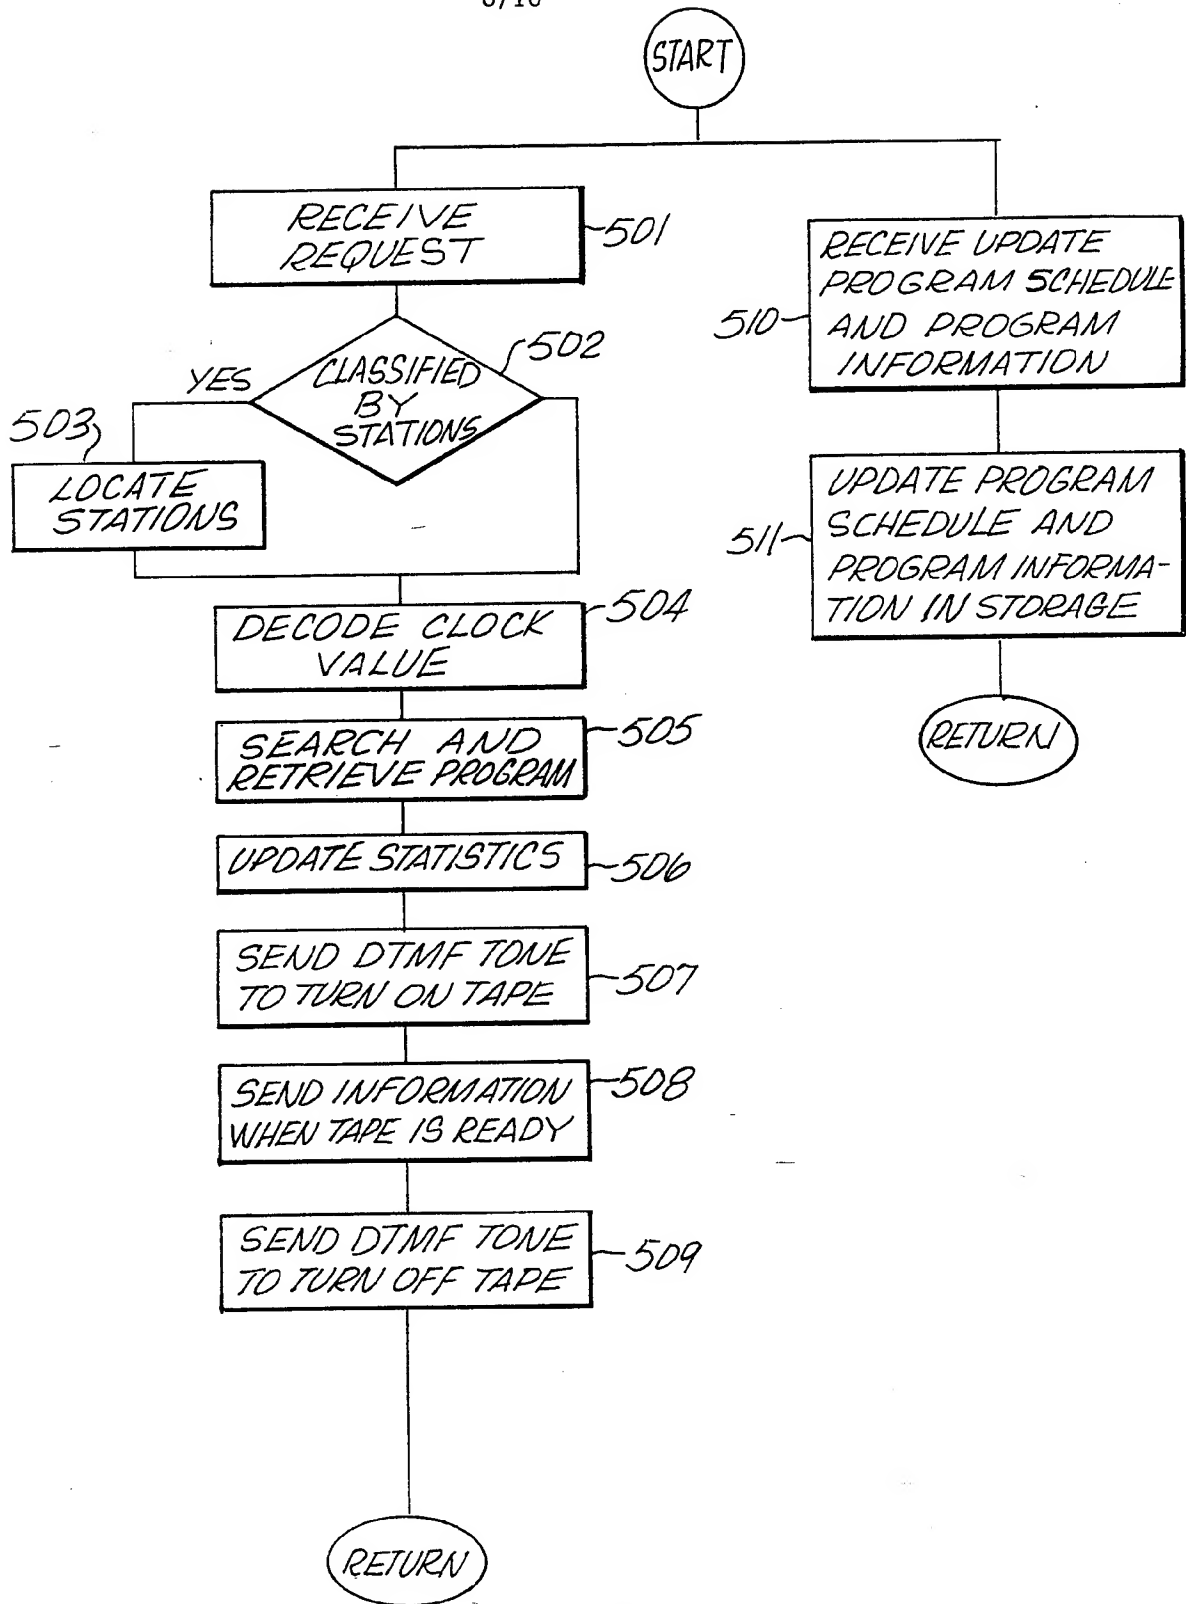 START
RECEIVE
REQUEST
501
CLASSIFIED
BY
STATIONS
502
YES
503
LOCATE
STATIONS
DECODE CLOCK
VALUE
504
SEARCH AND
RETRIEVE PROGRAM
505
UPDATE STATISTICS
506
SEND DTMF TONE
TO TURN ON TAPE
507
SEND INFORMATION
WHEN TAPE IS READY
508
SEND DTMF TONE
TO TURN OFF TAPE
509
RETURN
RECEIVE UPDATE
PROGRAM SCHEDULE
AND PROGRAM
INFORMATION
510
UPDATE PROGRAM
SCHEDULE AND
PROGRAM INFORMA-
TION IN STORAGE
511
RETURN